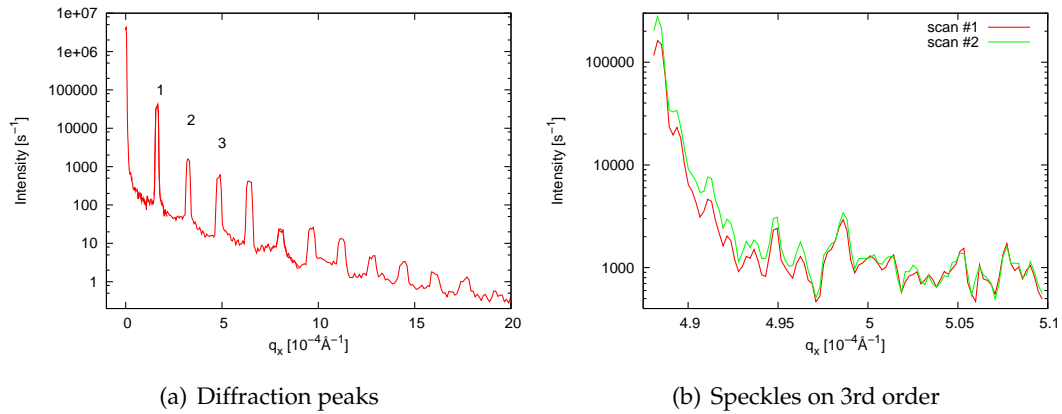 1e+07
1e+06
100000
10000
1000
100
10
1
Intensity [s⁻¹]
1
2
3
0 5 10 15 20
qₓ [10⁻⁴Å⁻¹]
(a) Diffraction peaks
scan #1
scan #2
100000
10000
1000
Intensity [s⁻¹]
4.9 4.95 5 5.05 5.1
qₓ [10⁻⁴Å⁻¹]
(b) Speckles on 3rd order